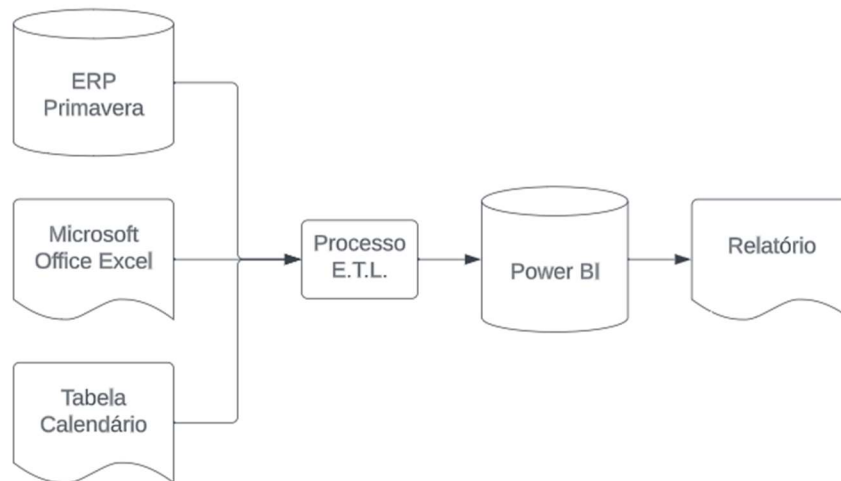 ERP
Primavera
Microsoft
Office Excel
Tabela
Calendário
Processo
E.T.L.
Power BI
Relatório